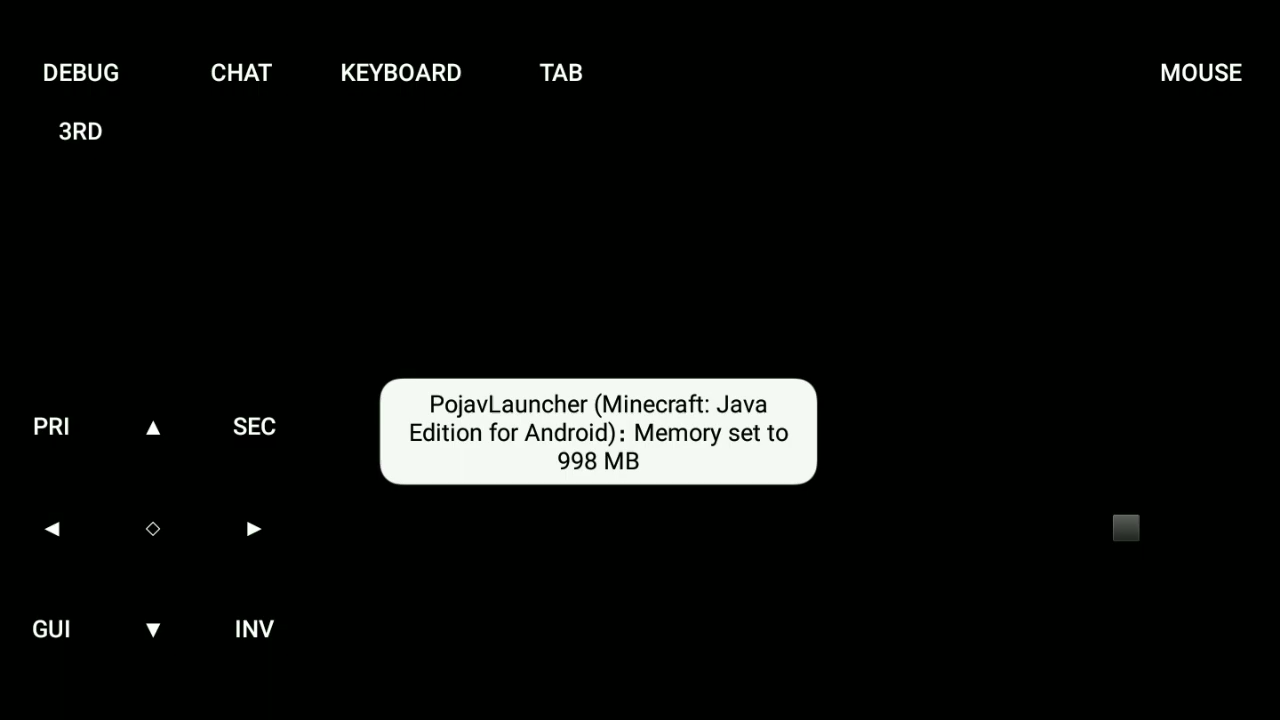 DEBUG CHAT KEYBOARD TAB MOUSE
3RD
PojavLauncher (Minecraft: Java
Edition for Android): Memory set to
998 MB
PRI ▲ SEC
◀ ◇ ▶
GUI ▼ INV